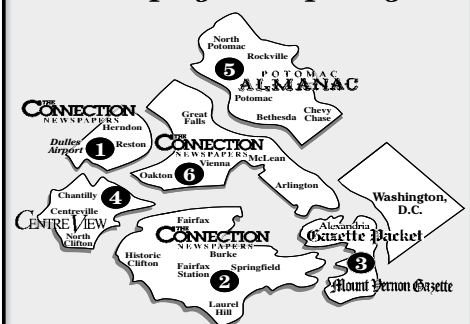 North
Potomac
Rockville
5
POTOMAC
ALMANAC
Potomac
Bethesda
Chevy
Chase
THE
CONNECTION
NEWSPAPERS
Herndon
Dulles
Airport
1
Reston
Great
Falls
THE
CONNECTION
NEWSPAPERS
Vienna
McLean
Oakton
6
Arlington
Chantilly
4
Centreville
CENTRE VIEW
North
Clifton
Washington,
D.C.
Fairfax
THE
CONNECTION
NEWSPAPERS
Burke
Historic
Clifton
Fairfax
Station
Springfield
2
Laurel
Hill
Alexandria
Gazette Packet
3
Mount Vernon Gazette